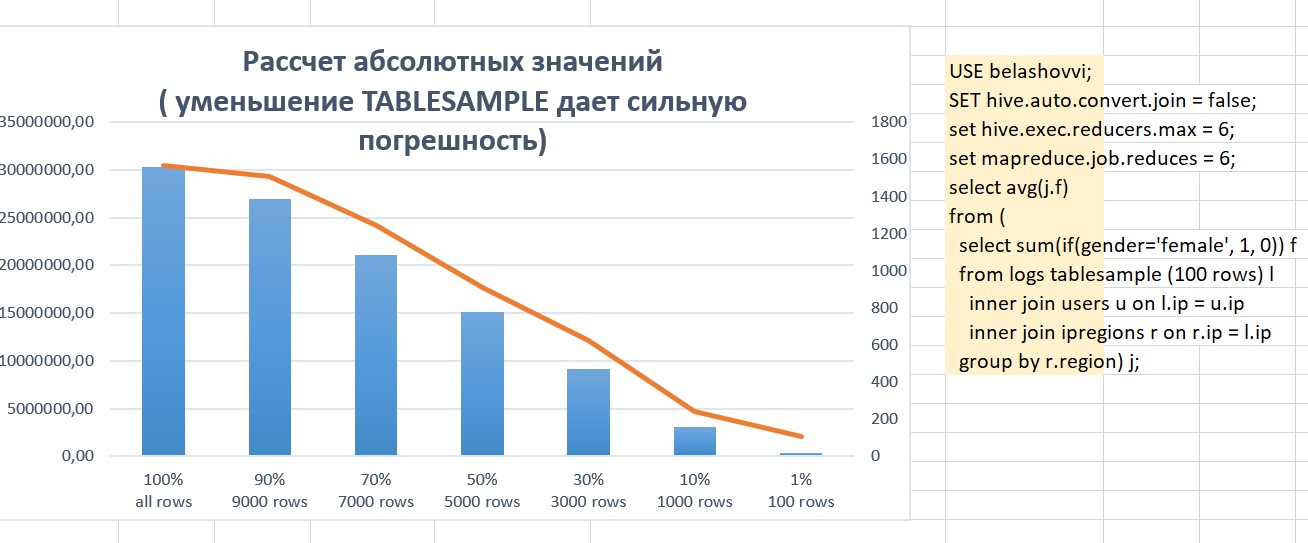 Рассчет абсолютных значений
( уменьшение TABLESAMPLE дает сильную
погрешность)
35000000,00
30000000,00
25000000,00
20000000,00
15000000,00
10000000,00
5000000,00
0,00
1800
1600
1400
1200
1000
800
600
400
200
0
100% 90% 70% 50% 30% 10% 1%
all rows 9000 rows 7000 rows 5000 rows 3000 rows 1000 rows 100 rows
USE belashovvi;
SET hive.auto.convert.join = false;
set hive.exec.reducers.max = 6;
set mapreduce.job.reduces = 6;
select avg(j.f)
from (
select sum(if(gender='female', 1, 0)) f
from logs tablesample (100 rows) l
inner join users u on l.ip = u.ip
inner join ipregions r on r.ip = l.ip
group by r.region) j;